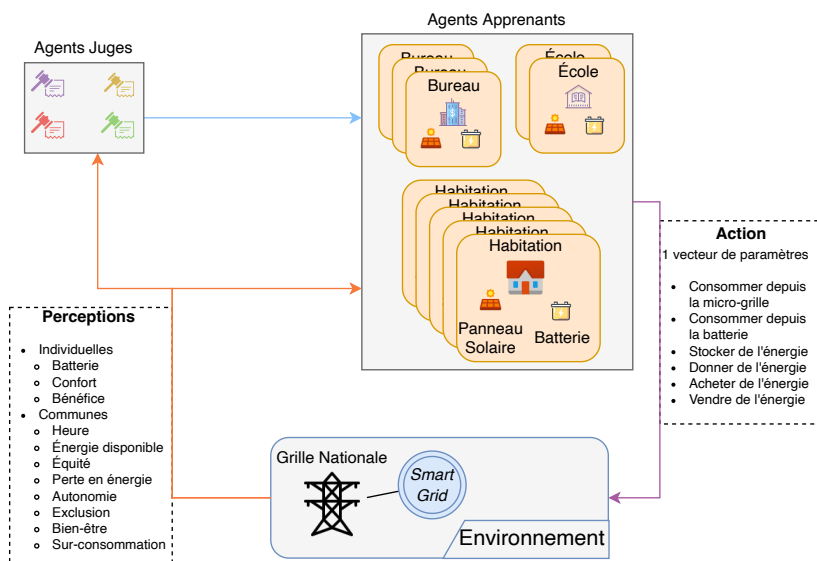 Agents Apprenants
Agents Juges
Bureau
Bureau
Bureau
École
École
Habitation
Habitation
Habitation
Habitation
Habitation
Panneau
Solaire
Batterie
Action
1 vecteur de paramètres
Consommer depuis
la micro-grille
Consommer depuis
la batterie
Stocker de l'énergie
Donner de l'énergie
Acheter de l'énergie
Vendre de l'énergie
Perceptions
Individuelles
Batterie
Confort
Bénéfice
Communes
Heure
Énergie disponible
Équité
Perte en énergie
Autonomie
Exclusion
Bien-être
Sur-consommation
Grille Nationale
Smart
Grid
Environnement